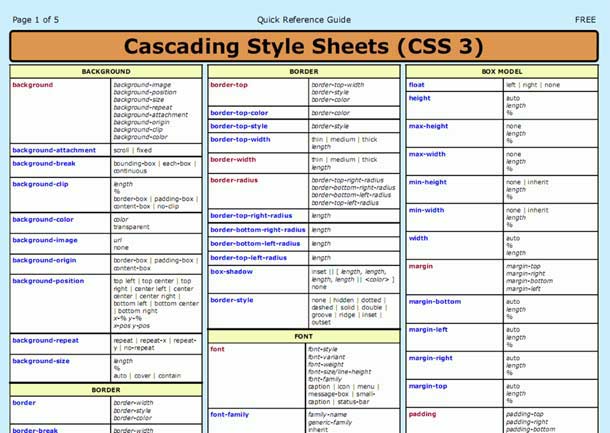 Page 1 of 5 Quick Reference Guide FREE
Cascading Style Sheets (CSS 3)
BACKGROUND
background background-image
background-position
background-size
background-repeat
background-attachment
background-origin
background-clip
background-color
background-attachment scroll | fixed
background-break bounding-box | each-box |
continuous
background-clip length
%
border-box | padding-box |
content-box | no-clip
background-color color
transparent
background-image url
none
background-origin border-box | padding-box |
content-box
background-position top left | top center | top
right | center left | center
center | center right |
bottom left | bottom center
| bottom right
x-% y-%
x-pos y-pos
background-repeat repeat | repeat-x | repeat-
y | no-repeat
background-size length
%
auto | cover | contain
BORDER
border border-width
border-style
border-color
border-break border-width
BORDER
border-top border-top-width
border-style
border-color
border-top-color border-color
border-top-style border-style
border-top-width thin | medium | thick
length
border-width thin | medium | thick
length
border-radius border-top-right-radius
border-bottom-right-radius
border-bottom-left-radius
border-top-left-radius
border-top-right-radius length
border-bottom-right-radius length
border-bottom-left-radius length
border-top-left-radius length
box-shadow inset || [ length, length,
length, length || <color> ]
none
border-style none | hidden | dotted |
dashed | solid | double |
groove | ridge | inset |
outset
FONT
font font-style
font-variant
font-weight
font-size/line-height
font-family
caption | icon | menu |
message-box | small-
caption | status-bar
font-family family-name
generic-family
inherit
BOX MODEL
float left | right | none
height auto
length
%
max-height none
length
%
max-width none
length
%
min-height none | inherit
length
%
min-width none | inherit
length
%
width auto
%
length
margin margin-top
margin-right
margin-bottom
margin-left
margin-bottom auto
length
%
margin-left auto
length
%
margin-right auto
length
%
margin-top auto
length
%
padding padding-top
padding-right
padding-bottom